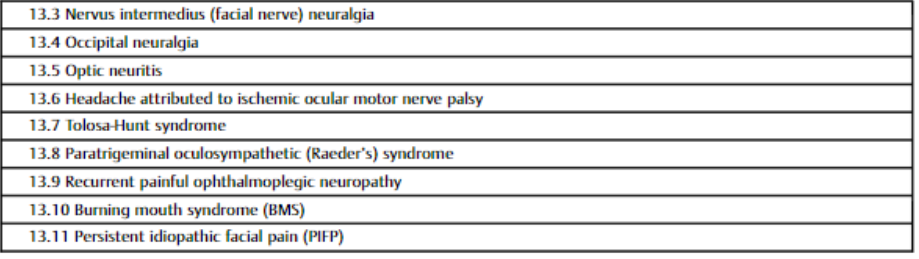 13.3 Nervus intermedius (facial nerve) neuralgia
13.4 Occipital neuralgia
13.5 Optic neuritis
13.6 Headache attributed to ischemic ocular motor nerve palsy
13.7 Tolosa-Hunt syndrome
13.8 Paratrigeminal oculosympathetic (Raeder's) syndrome
13.9 Recurrent painful ophthalmoplegic neuropathy
13.10 Burning mouth syndrome (BMS)
13.11 Persistent idiopathic facial pain (PIFP)